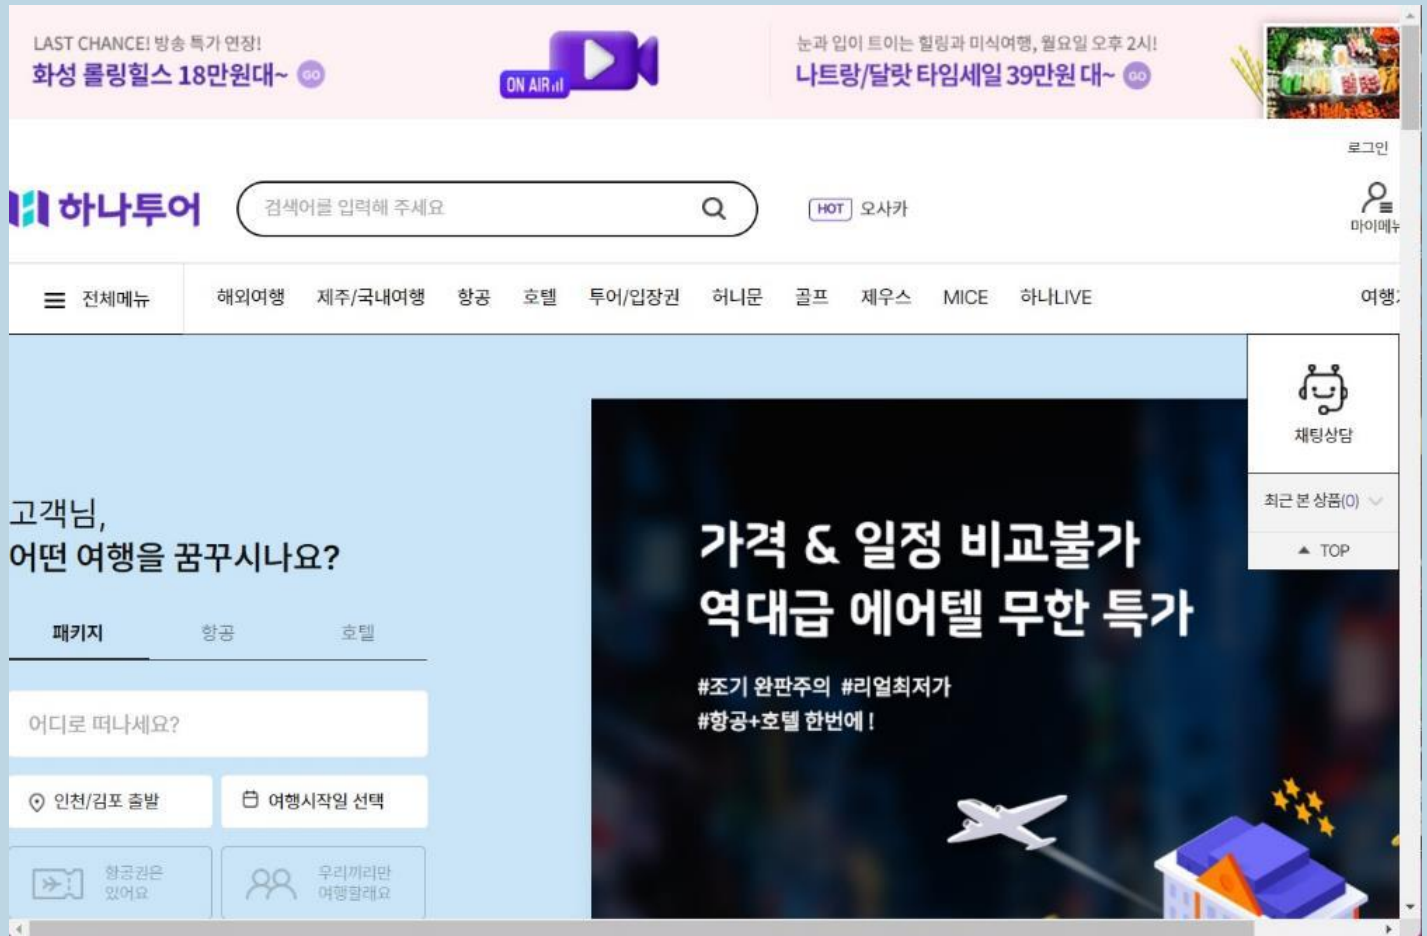 LAST CHANCE! 방송 특가 연장!
화성 롤링힐스 18만원대~ GO
ON AIR
눈과 입이 트이는 힐링과 미식여행, 월요일 오후 2시!
나트랑/달랏 타임세일 39만원 대~ GO
로그인
하나투어
검색어를 입력해 주세요
HOT 오사카
마이메뉴
전체메뉴 해외여행 제주/국내여행 항공 호텔 투어/입장권 허니문 골프 제우스 MICE 하나LIVE 여행
채팅상담
최근 본 상품(0)
TOP
고객님,
어떤 여행을 꿈꾸시나요?
패키지 항공 호텔
어디로 떠나세요?
인천/김포 출발 여행시작일 선택
항공권은
있어요
우리끼리만
여행할래요
가격 & 일정 비교불가
역대급 에어텔 무한 특가
#조기 완판주의 #리얼최저가
#항공+호텔 한번에 !